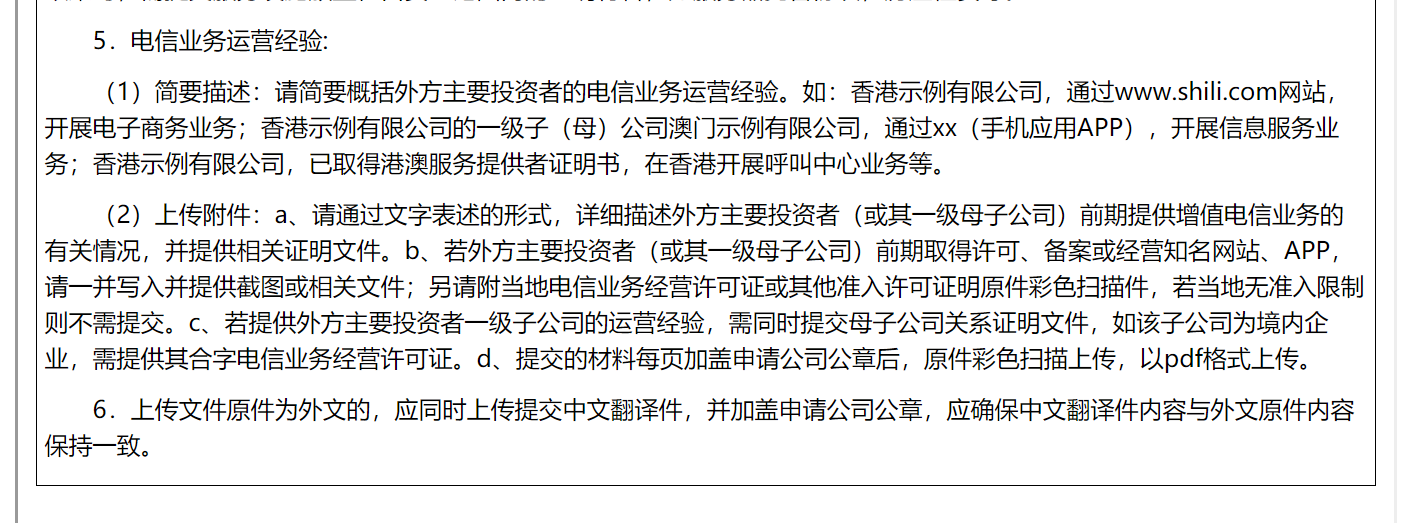 5．电信业务运营经验:
（1）简要描述：请简要概括外方主要投资者的电信业务运营经验。如：香港示例有限公司，通过www.shili.com网站，
开展电子商务业务；香港示例有限公司的一级子（母）公司澳门示例有限公司，通过xx（手机应用APP），开展信息服务业
务；香港示例有限公司，已取得港澳服务提供者证明书，在香港开展呼叫中心业务等。
（2）上传附件：a、请通过文字表述的形式，详细描述外方主要投资者（或其一级母子公司）前期提供增值电信业务的
有关情况，并提供相关证明文件。b、若外方主要投资者（或其一级母子公司）前期取得许可、备案或经营知名网站、APP，
请一并写入并提供截图或相关文件；另请附当地电信业务经营许可证或其他准入许可证明原件彩色扫描件，若当地无准入限制
则不需提交。c、若提供外方主要投资者一级子公司的运营经验，需同时提交母子公司关系证明文件，如该子公司为境内企
业，需提供其合字电信业务经营许可证。d、提交的材料每页加盖申请公司公章后，原件彩色扫描上传，以pdf格式上传。
6．上传文件原件为外文的，应同时上传提交中文翻译件，并加盖申请公司公章，应确保中文翻译件内容与外文原件内容
保持一致。